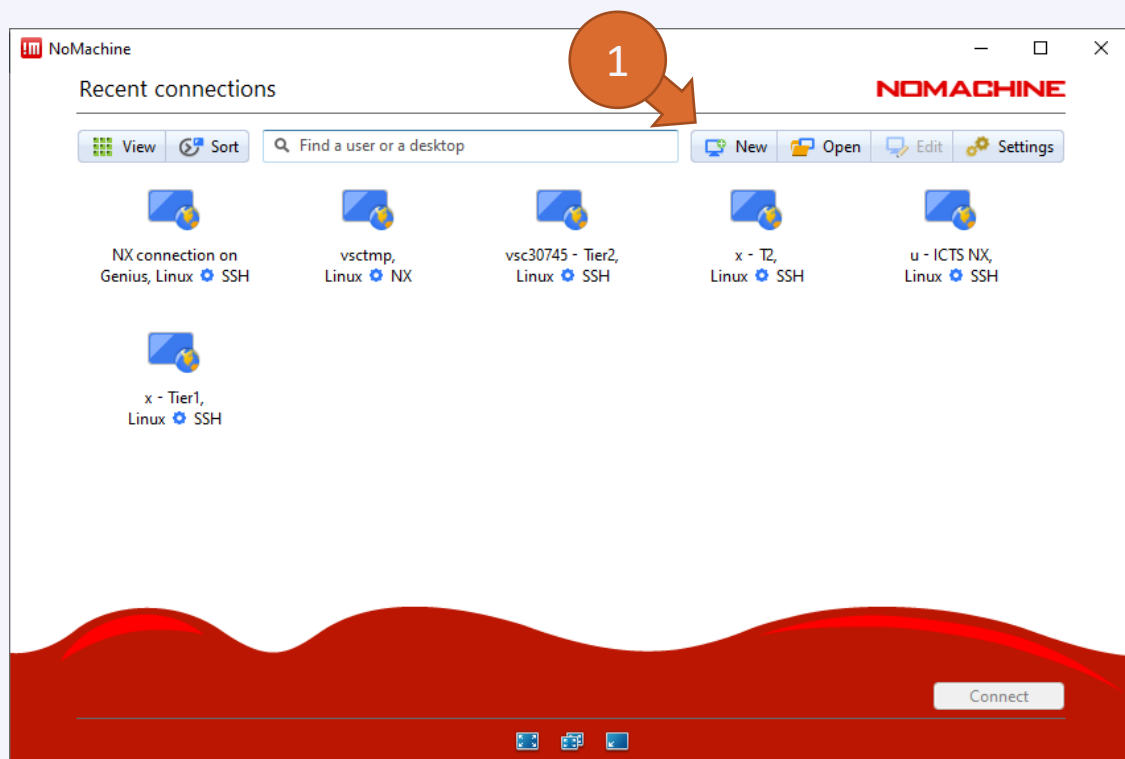 !m NoMachine
1
Recent connections
NOMACHINE
View Sort Find a user or a desktop New Open Edit Settings
NX connection on
Genius, Linux SSH
vsctmp,
Linux NX
vsc30745 - Tier2,
Linux SSH
x - T2,
Linux SSH
u - ICTS NX,
Linux SSH
x - Tier1,
Linux SSH
Connect